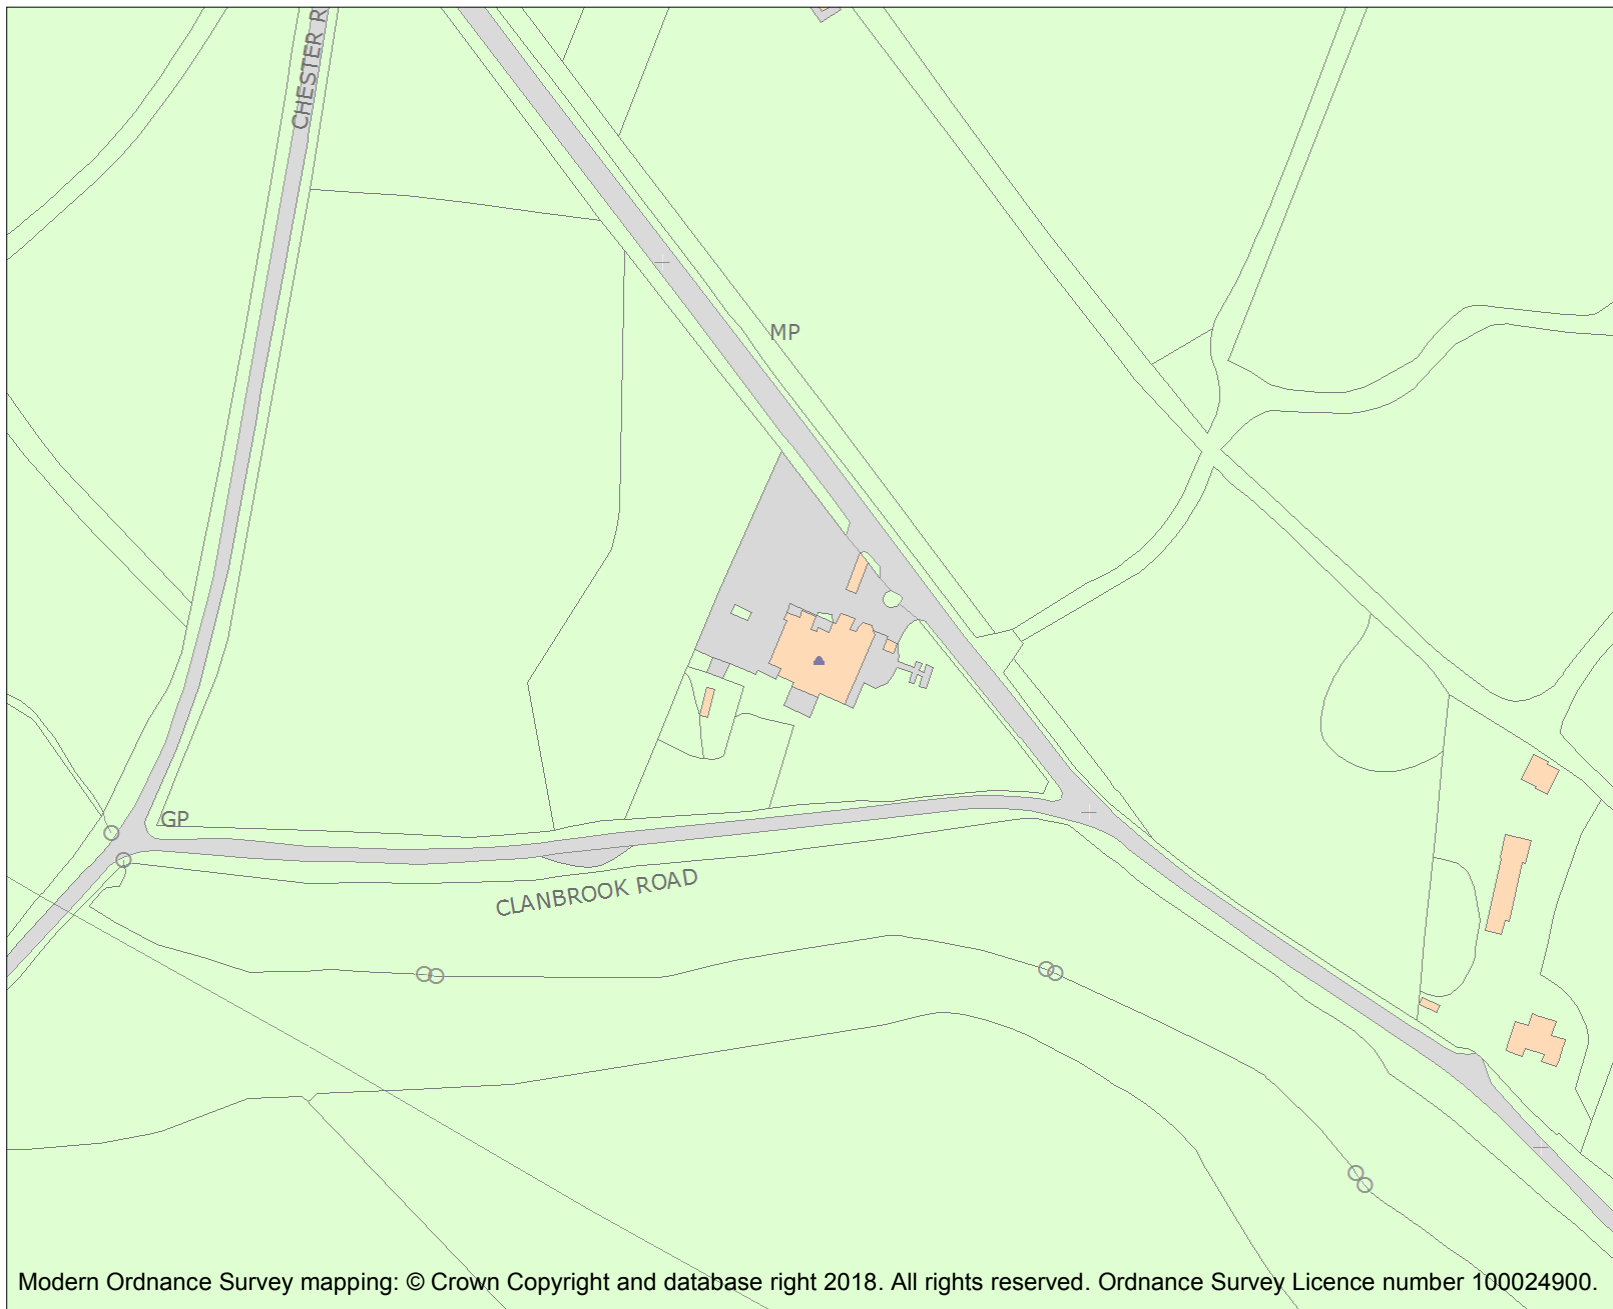 CHESTER R
MP
GP
CLANBROOK ROAD
Modern Ordnance Survey mapping: © Crown Copyright and database right 2018. All rights reserved. Ordnance Survey Licence number 100024900.